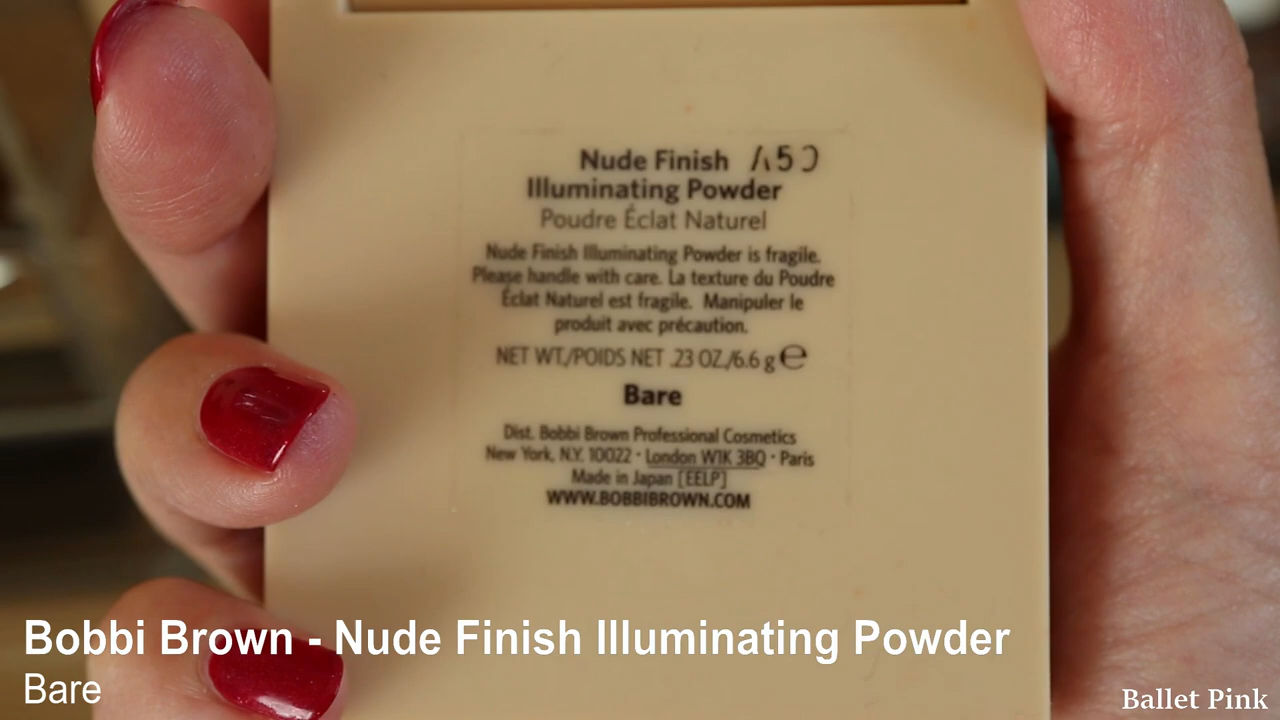 Nude Finish A50
Illuminating Powder
Poudre Éclat Naturel
Nude Finish Illuminating Powder is fragile.
Please handle with care. La texture du Poudre
Éclat Naturel est fragile. Manipuler le
produit avec précaution.
NET WT./POIDS NET .23 OZ./6.6 g ℮
Bare
Dist. Bobbi Brown Professional Cosmetics
New York, N.Y. 10022 · London W1K 3BQ · Paris
Made in Japan [EELP]
WWW.BOBBIBROWN.COM
Bobbi Brown - Nude Finish Illuminating Powder
Bare
Ballet Pink